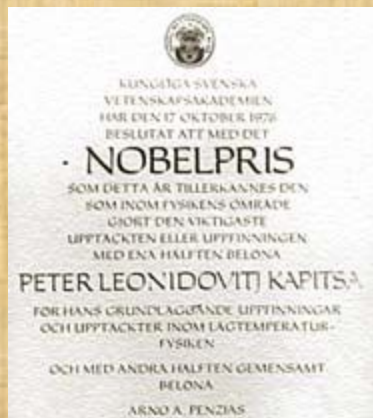 KUNGLIGA SVENSKA
VETENSKAPSAKADEMIEN
HAR DEN 17 OKTOBER 1978
BESLUTAT ATT MED DET
NOBELPRIS
SOM DETTA ÅR TILLERKÄNNES DEN
SOM INOM FYSIKENS OMRÅDE
GJORT DEN VIKTIGASTE
UPPTÄCKTEN ELLER UPPFINNINGEN
MED ENA HÄLFTEN BELÖNA
PETER LEONIDOVITJ KAPITSA
FÖR HANS GRUNDLÄGGANDE UPPFINNINGAR
OCH UPPTÄCKTER INOM LÅGTEMPERATUR-
FYSIKEN
OCH MED ANDRA HÄLFTEN GEMENSAMT
BELÖNA
ARNO A. PENZIAS